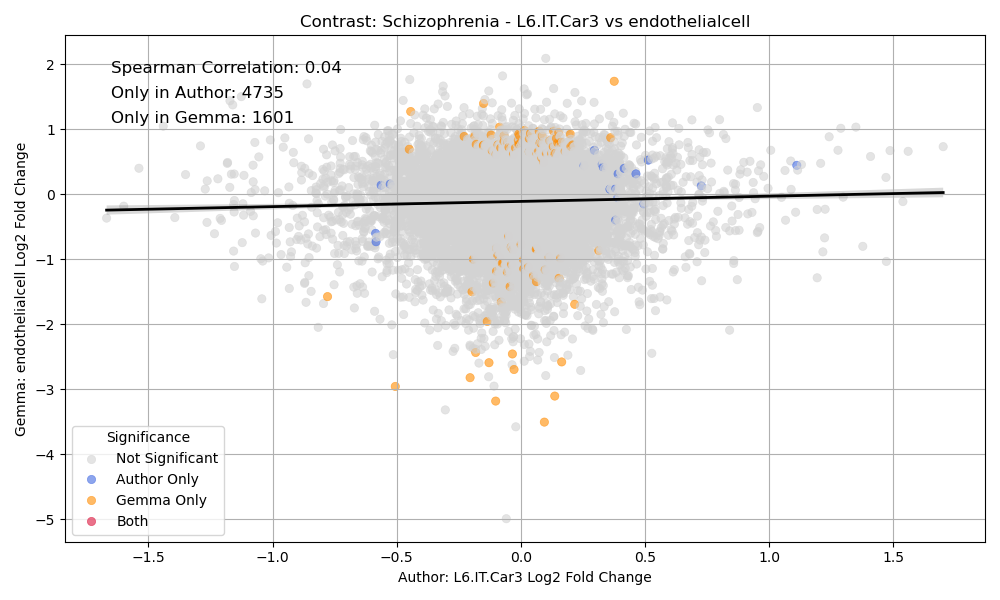 Contrast: Schizophrenia - L6.IT.Car3 vs endothelialcell
Spearman Correlation: 0.04
Only in Author: 4735
Only in Gemma: 1601
Gemma: endothelialcell Log2 Fold Change
2
1
0
−1
−2
−3
−4
−5
Significance
Not Significant
Author Only
Gemma Only
Both
−1.5 −1.0 −0.5 0.0 0.5 1.0 1.5
Author: L6.IT.Car3 Log2 Fold Change